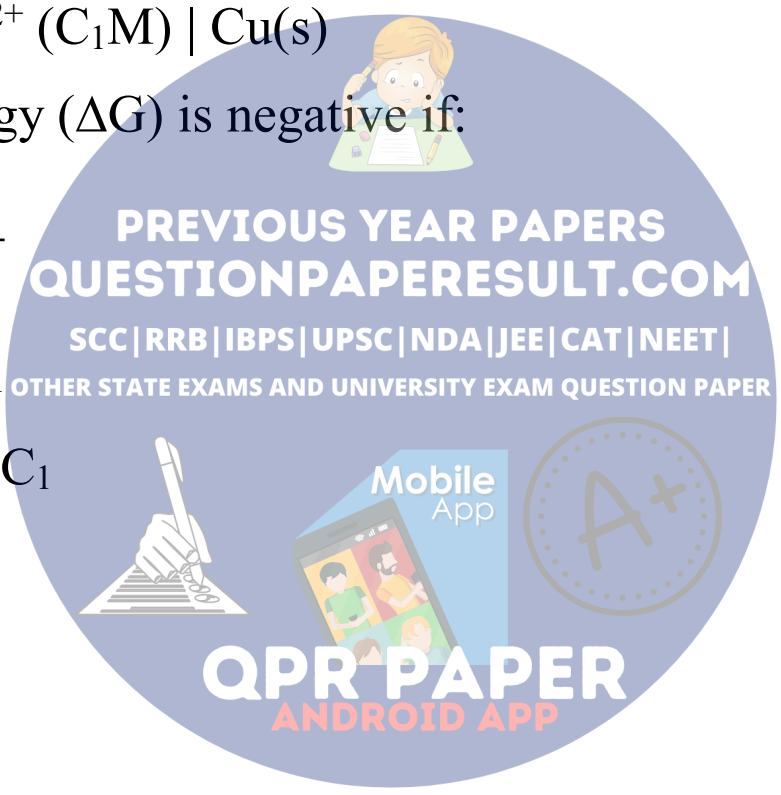 ²⁺ (C₁M) | Cu(s)
gy (ΔG) is negative if:
PREVIOUS YEAR PAPERS
QUESTIONPAPERESULT.COM
SCC|RRB|IBPS|UPSC|NDA|JEE|CAT|NEET|
OTHER STATE EXAMS AND UNIVERSITY EXAM QUESTION PAPER
C₁
Mobile
App
A+
QPR PAPER
ANDROID APP